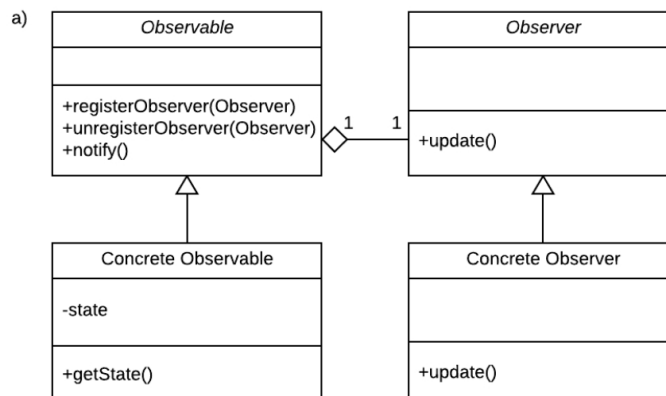 a)
Observable
+registerObserver(Observer)
+unregisterObserver(Observer)
+notify()
1
1
Observer
+update()
Concrete Observable
-state
+getState()
Concrete Observer
+update()